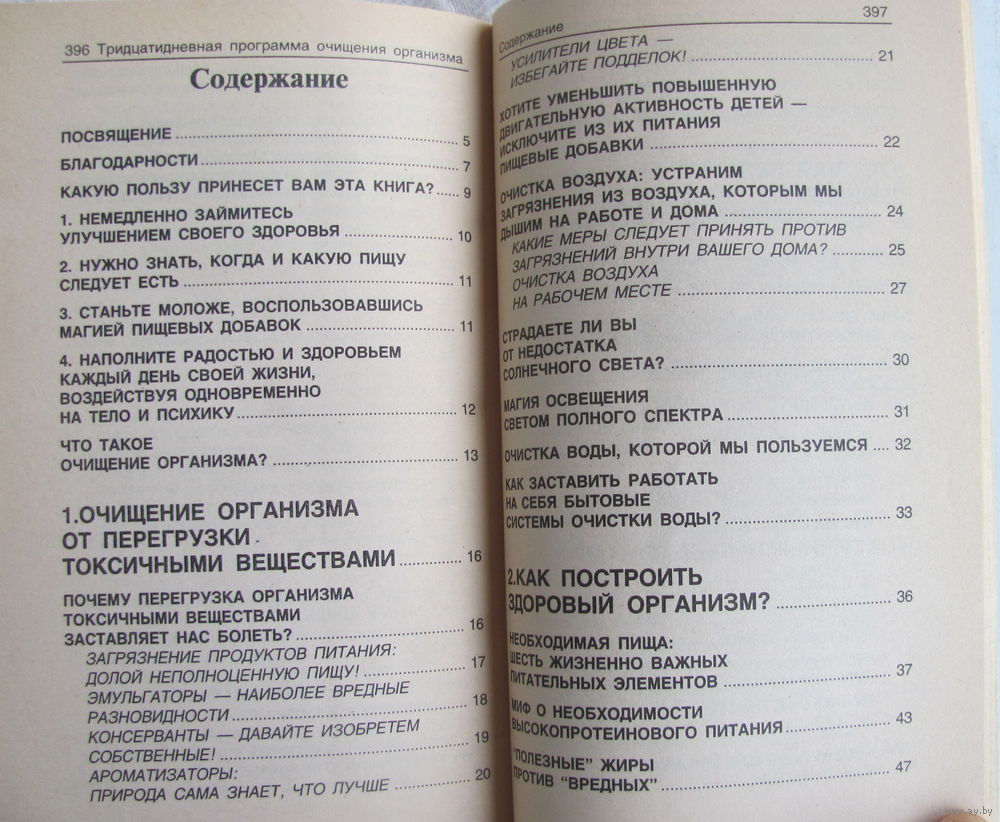 396 Тридцатидневная программа очищения организма
Содержание
ПОСВЯЩЕНИЕ ........ 5
БЛАГОДАРНОСТИ ........ 7
КАКУЮ ПОЛЬЗУ ПРИНЕСЕТ ВАМ ЭТА КНИГА? ...... 9
1. НЕМЕДЛЕННО ЗАЙМИТЕСЬ
УЛУЧШЕНИЕМ СВОЕГО ЗДОРОВЬЯ ........ 10
2. НУЖНО ЗНАТЬ, КОГДА И КАКУЮ ПИЩУ
СЛЕДУЕТ ЕСТЬ ........ 11
3. СТАНЬТЕ МОЛОЖЕ, ВОСПОЛЬЗОВАВШИСЬ
МАГИЕЙ ПИЩЕВЫХ ДОБАВОК ........ 11
4. НАПОЛНИТЕ РАДОСТЬЮ И ЗДОРОВЬЕМ
КАЖДЫЙ ДЕНЬ СВОЕЙ ЖИЗНИ,
ВОЗДЕЙСТВУЯ ОДНОВРЕМЕННО
НА ТЕЛО И ПСИХИКУ ........ 12
ЧТО ТАКОЕ
ОЧИЩЕНИЕ ОРГАНИЗМА? ........ 13
1.ОЧИЩЕНИЕ ОРГАНИЗМА
ОТ ПЕРЕГРУЗКИ
ТОКСИЧНЫМИ ВЕЩЕСТВАМИ ........ 16
ПОЧЕМУ ПЕРЕГРУЗКА ОРГАНИЗМА
ТОКСИЧНЫМИ ВЕЩЕСТВАМИ
ЗАСТАВЛЯЕТ НАС БОЛЕТЬ? ........ 16
ЗАГРЯЗНЕНИЕ ПРОДУКТОВ ПИТАНИЯ:
ДОЛОЙ НЕПОЛНОЦЕННУЮ ПИЩУ! ........ 17
ЭМУЛЬГАТОРЫ — НАИБОЛЕЕ ВРЕДНЫЕ
РАЗНОВИДНОСТИ ........ 18
КОНСЕРВАНТЫ — ДАВАЙТЕ ИЗОБРЕТЕМ
СОБСТВЕННЫЕ! ........ 19
АРОМАТИЗАТОРЫ:
ПРИРОДА САМА ЗНАЕТ, ЧТО ЛУЧШЕ ........ 20
Содержание 397
УСИЛИТЕЛИ ЦВЕТА —
ИЗБЕГАЙТЕ ПОДДЕЛОК! ........ 21
ХОТИТЕ УМЕНЬШИТЬ ПОВЫШЕННУЮ
ДВИГАТЕЛЬНУЮ АКТИВНОСТЬ ДЕТЕЙ —
ИСКЛЮЧИТЕ ИЗ ИХ ПИТАНИЯ
ПИЩЕВЫЕ ДОБАВКИ ........ 22
ОЧИСТКА ВОЗДУХА: УСТРАНИМ
ЗАГРЯЗНЕНИЯ ИЗ ВОЗДУХА, КОТОРЫМ МЫ
ДЫШИМ НА РАБОТЕ И ДОМА ........ 24
КАКИЕ МЕРЫ СЛЕДУЕТ ПРИНЯТЬ ПРОТИВ
ЗАГРЯЗНЕНИЙ ВНУТРИ ВАШЕГО ДОМА? ........ 25
ОЧИСТКА ВОЗДУХА
НА РАБОЧЕМ МЕСТЕ ........ 27
СТРАДАЕТЕ ЛИ ВЫ
ОТ НЕДОСТАТКА
СОЛНЕЧНОГО СВЕТА? ........ 30
МАГИЯ ОСВЕЩЕНИЯ
СВЕТОМ ПОЛНОГО СПЕКТРА ........ 31
ОЧИСТКА ВОДЫ, КОТОРОЙ МЫ ПОЛЬЗУЕМСЯ .... 32
КАК ЗАСТАВИТЬ РАБОТАТЬ
НА СЕБЯ БЫТОВЫЕ
СИСТЕМЫ ОЧИСТКИ ВОДЫ? ........ 33
2.КАК ПОСТРОИТЬ
ЗДОРОВЫЙ ОРГАНИЗМ? ........ 36
НЕОБХОДИМАЯ ПИЩА:
ШЕСТЬ ЖИЗНЕННО ВАЖНЫХ
ПИТАТЕЛЬНЫХ ЭЛЕМЕНТОВ ........ 37
МИФ О НЕОБХОДИМОСТИ
ВЫСОКОПРОТЕИНОВОГО ПИТАНИЯ ........ 43
"ПОЛЕЗНЫЕ" ЖИРЫ
ПРОТИВ "ВРЕДНЫХ" ........ 47
www.ay.by